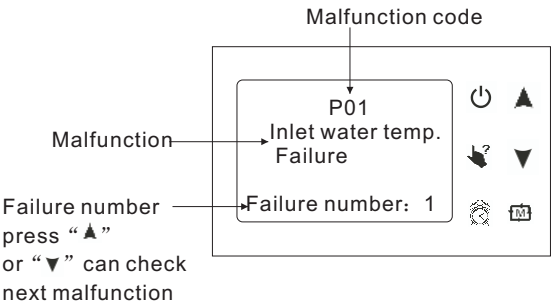 Malfunction code
P01
Inlet water temp.
Failure
Malfunction
Failure number: 1
Failure number
press “▲”
or “▼” can check
next malfunction
?
M